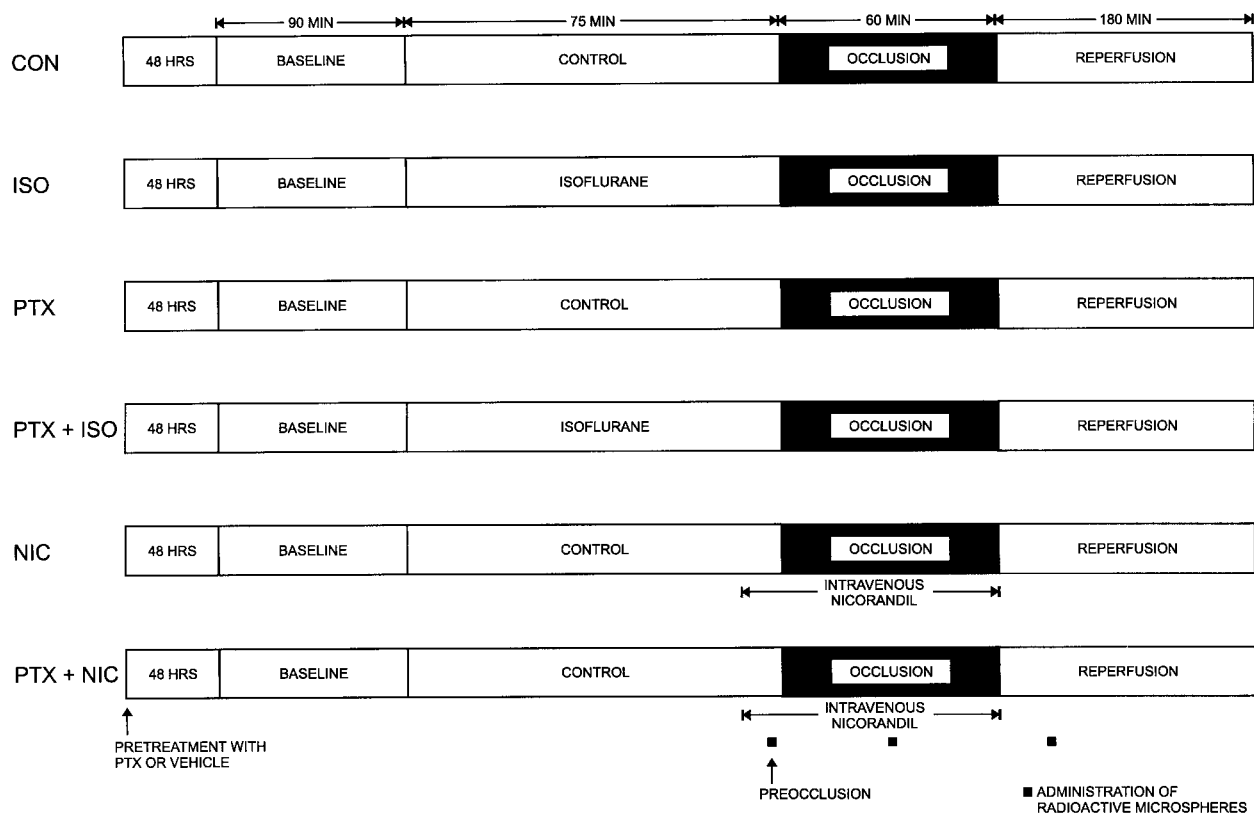 90 MIN 75 MIN 60 MIN 180 MIN
CON 48 HRS BASELINE CONTROL OCCLUSION REPERFUSION
ISO 48 HRS BASELINE ISOFLURANE OCCLUSION REPERFUSION
PTX 48 HRS BASELINE CONTROL OCCLUSION REPERFUSION
PTX + ISO 48 HRS BASELINE ISOFLURANE OCCLUSION REPERFUSION
NIC 48 HRS BASELINE CONTROL OCCLUSION REPERFUSION
INTRAVENOUS
NICORANDIL
PTX + NIC 48 HRS BASELINE CONTROL OCCLUSION REPERFUSION
INTRAVENOUS
NICORANDIL
PRETREATMENT WITH
PTX OR VEHICLE
PREOCCLUSION
ADMINISTRATION OF
RADIOACTIVE MICROSPHERES